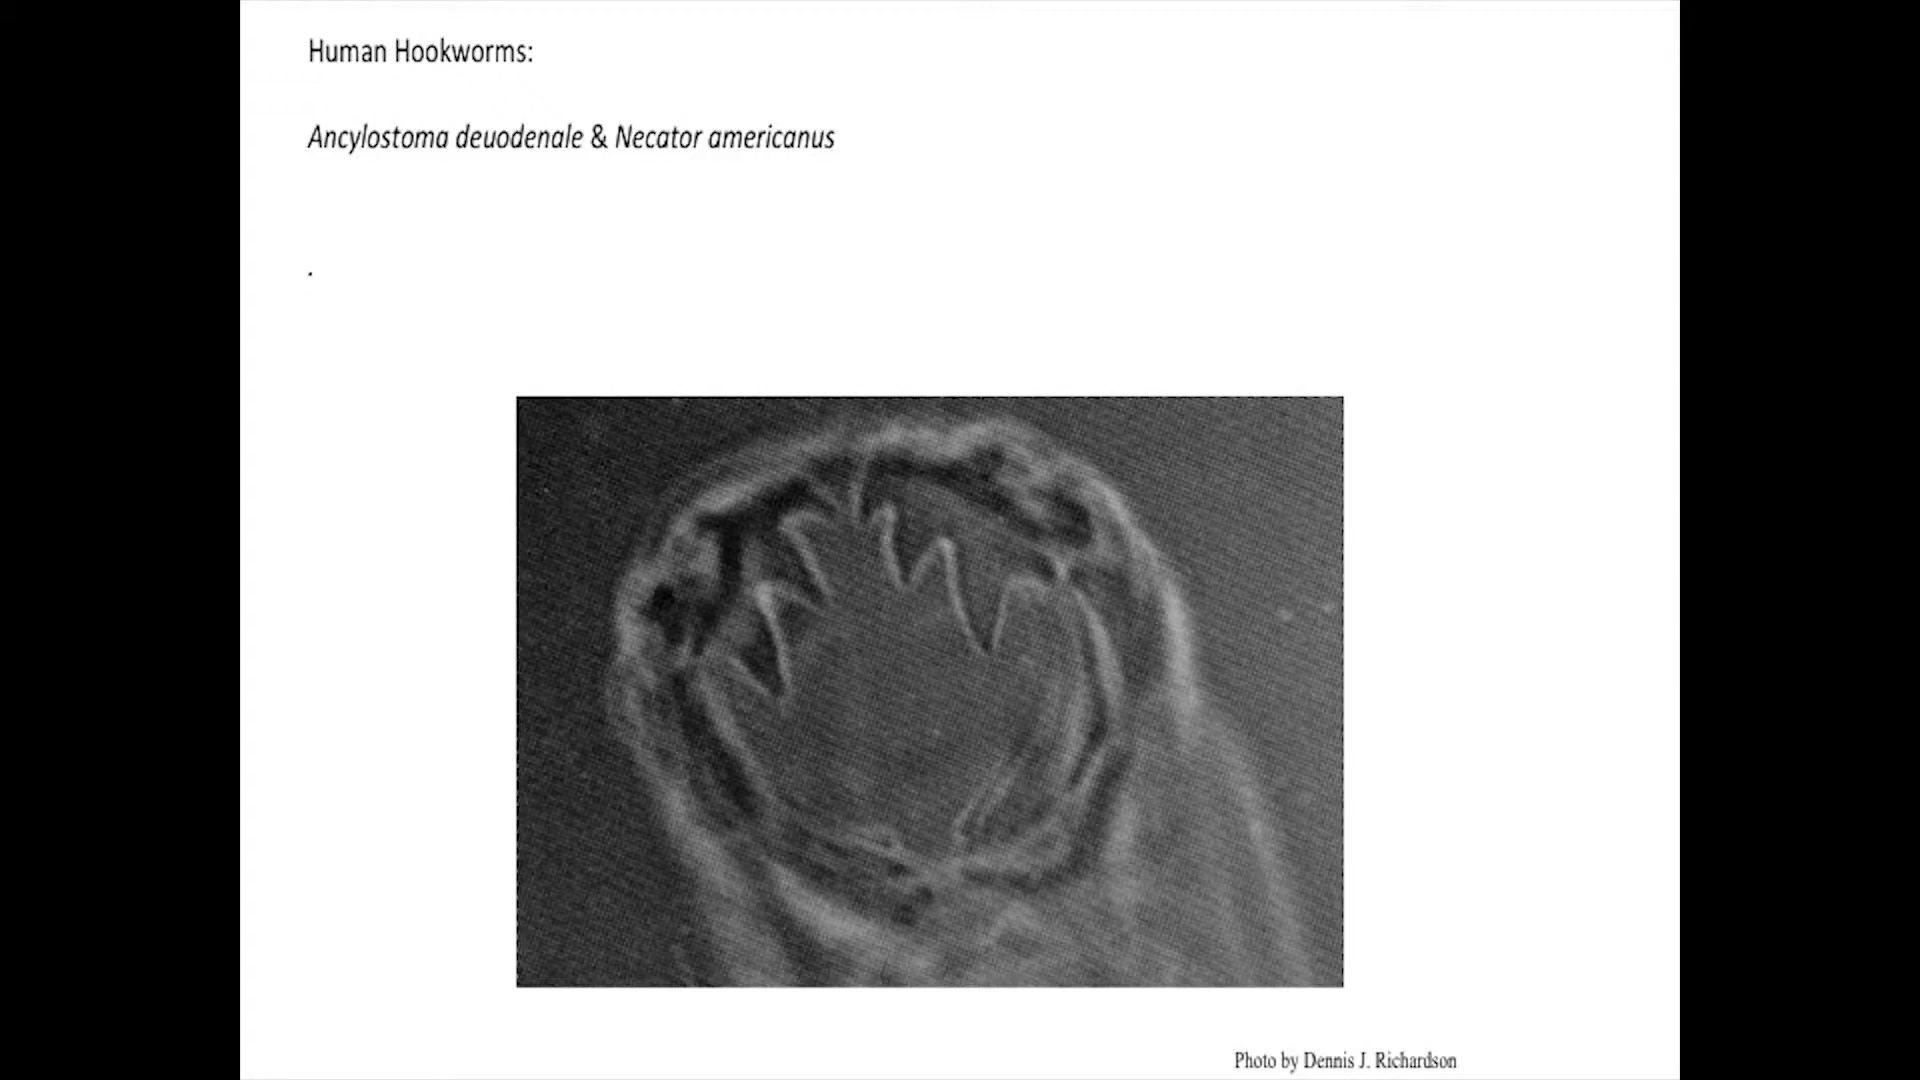 Human Hookworms:
Ancylostoma deuodenale & Necator americanus
.
Photo by Dennis J. Richardson